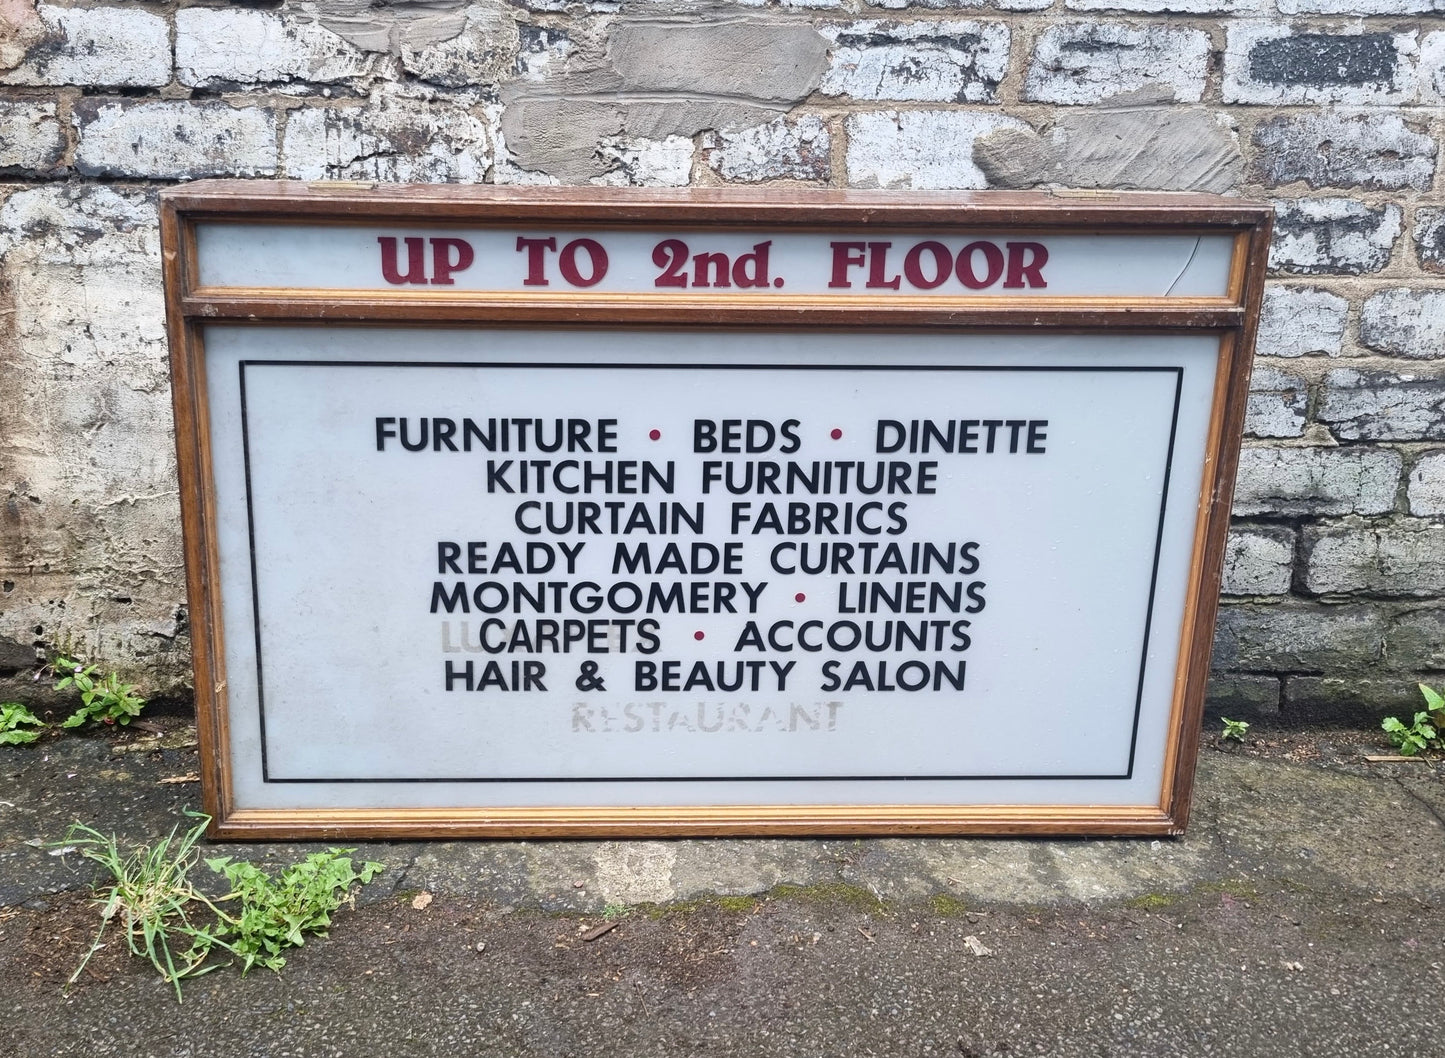 UP TO 2nd. FLOOR
FURNITURE • BEDS • DINETTE
KITCHEN FURNITURE
CURTAIN FABRICS
READY MADE CURTAINS
MONTGOMERY • LINENS
CARPETS • ACCOUNTS
HAIR & BEAUTY SALON
RESTAURANT